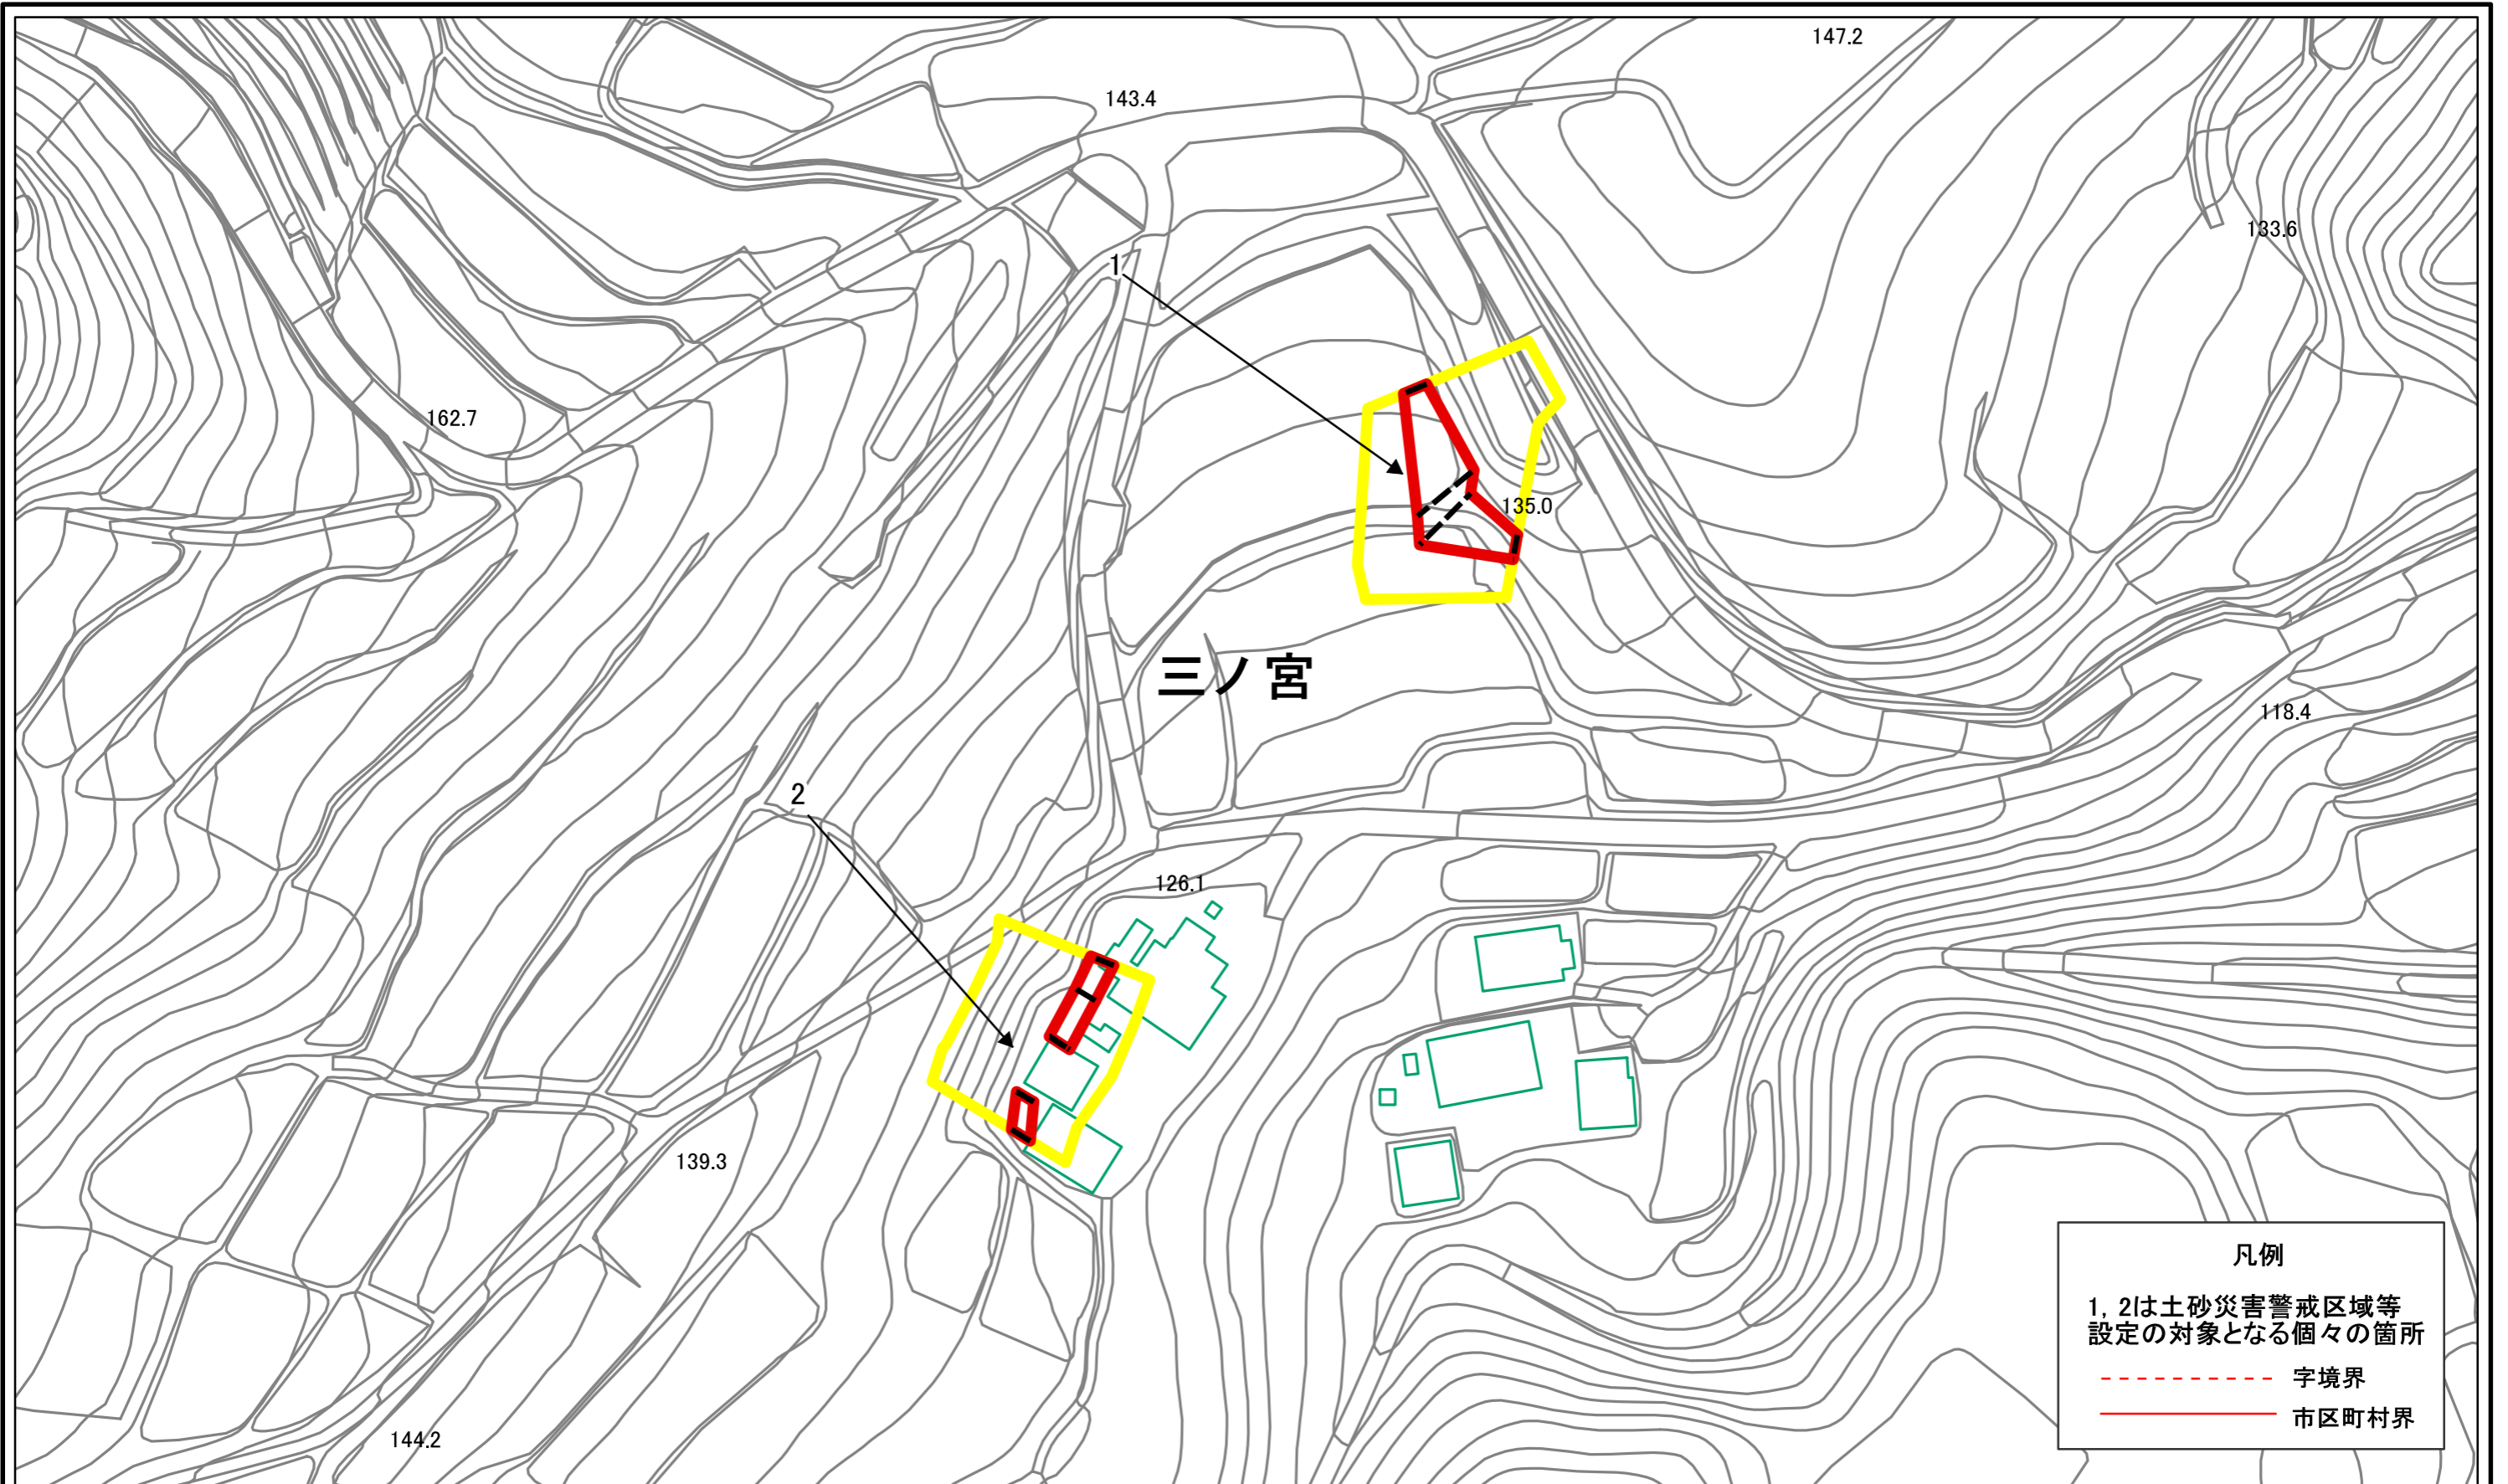 147.2
143.4
133.6
1
162.7
135.0
三ノ宮
118.4
2
126.1
139.3
144.2
凡例
1, 2は土砂災害警戒区域等
設定の対象となる個々の箇所
字境界
市区町村界